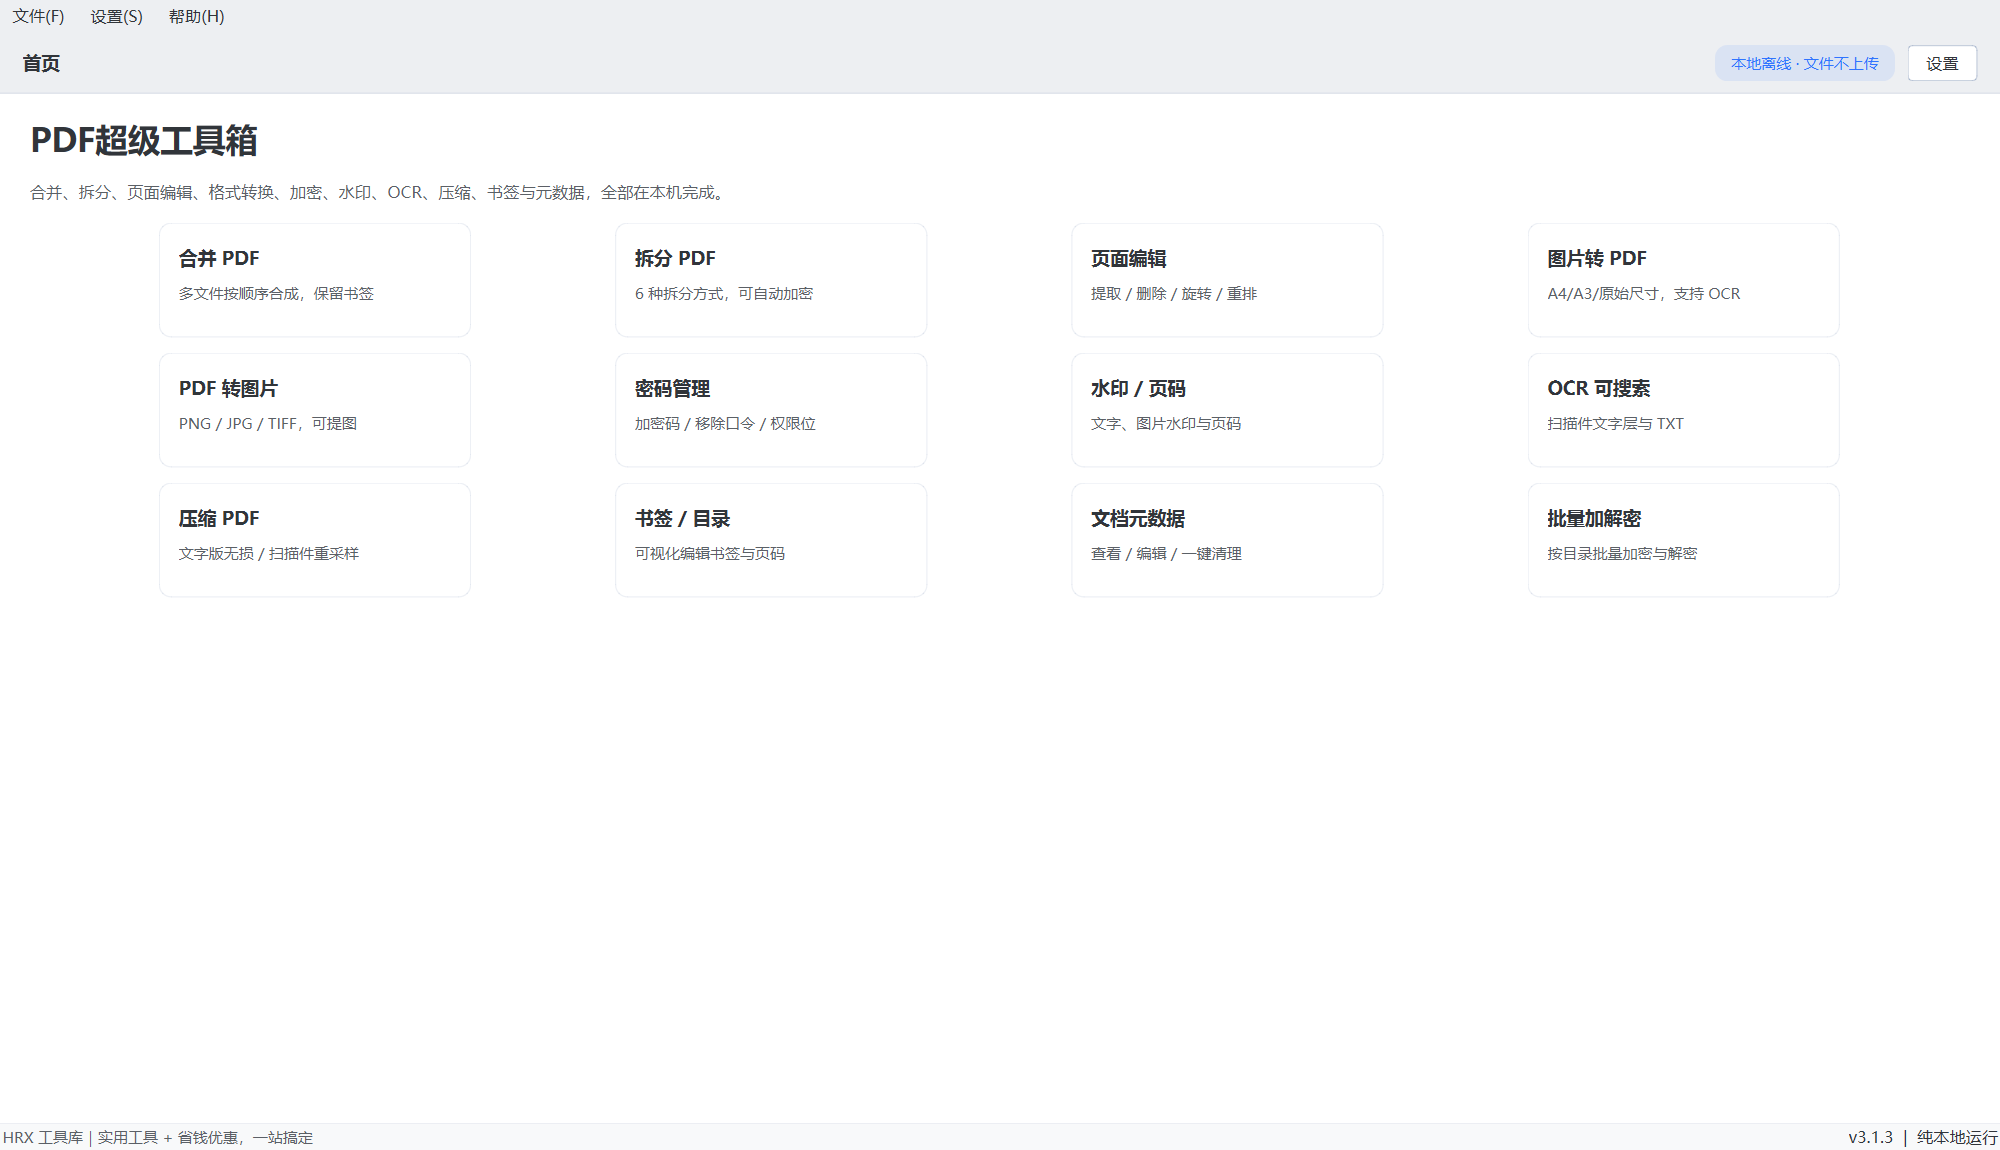 文件(F) 设置(S) 帮助(H)
首页 本地离线 · 文件不上传 设置
PDF超级工具箱
合并、拆分、页面编辑、格式转换、加密、水印、OCR、压缩、书签与元数据，全部在本机完成。
合并 PDF
多文件按顺序合成，保留书签
拆分 PDF
6 种拆分方式，可自动加密
页面编辑
提取 / 删除 / 旋转 / 重排
图片转 PDF
A4/A3/原始尺寸，支持 OCR
PDF 转图片
PNG / JPG / TIFF，可提图
密码管理
加密码 / 移除口令 / 权限位
水印 / 页码
文字、图片水印与页码
OCR 可搜索
扫描件文字层与 TXT
压缩 PDF
文字版无损 / 扫描件重采样
书签 / 目录
可视化编辑书签与页码
文档元数据
查看 / 编辑 / 一键清理
批量加解密
按目录批量加密与解密
HRX 工具库 | 实用工具 + 省钱优惠，一站搞定
v3.1.3 | 纯本地运行